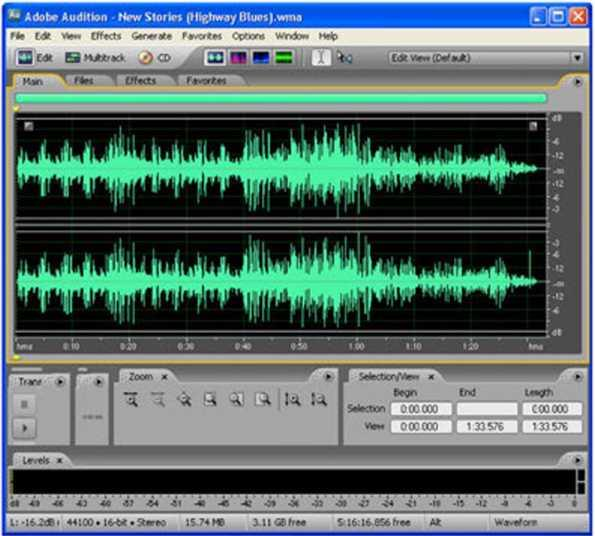 Adobe Audition - New Stories (Highway Blues).wma
File Edit View Effects Generate Favorites Options Window Help
Edit Multitrack CD Edit View (Default)
Main Files Effects Favorites
dB
-6
-12
-∞
-12
-6
-3
-3
-6
-12
-∞
-12
-6
dB
hms 0:10 0:20 0:30 0:40 0:50 1:00 1:10 1:20 hms
Trans Zoom × Selection/View ×
Begin End Length
Selection 0:00.000 0:00.000
View 0:00.000 1:33.576 1:33.576
Levels ×
dB -69 -66 -63 -60 -57 -54 -51 -48 -45 -42 -39 -36 -33 -30 -27 -24 -21 -18 -15 -12 -9 -6 -3 0
L: -16.2dB 44100 • 16-bit • Stereo 15.74 MB 3.11 GB free 5:16:16.856 free Alt Waveform